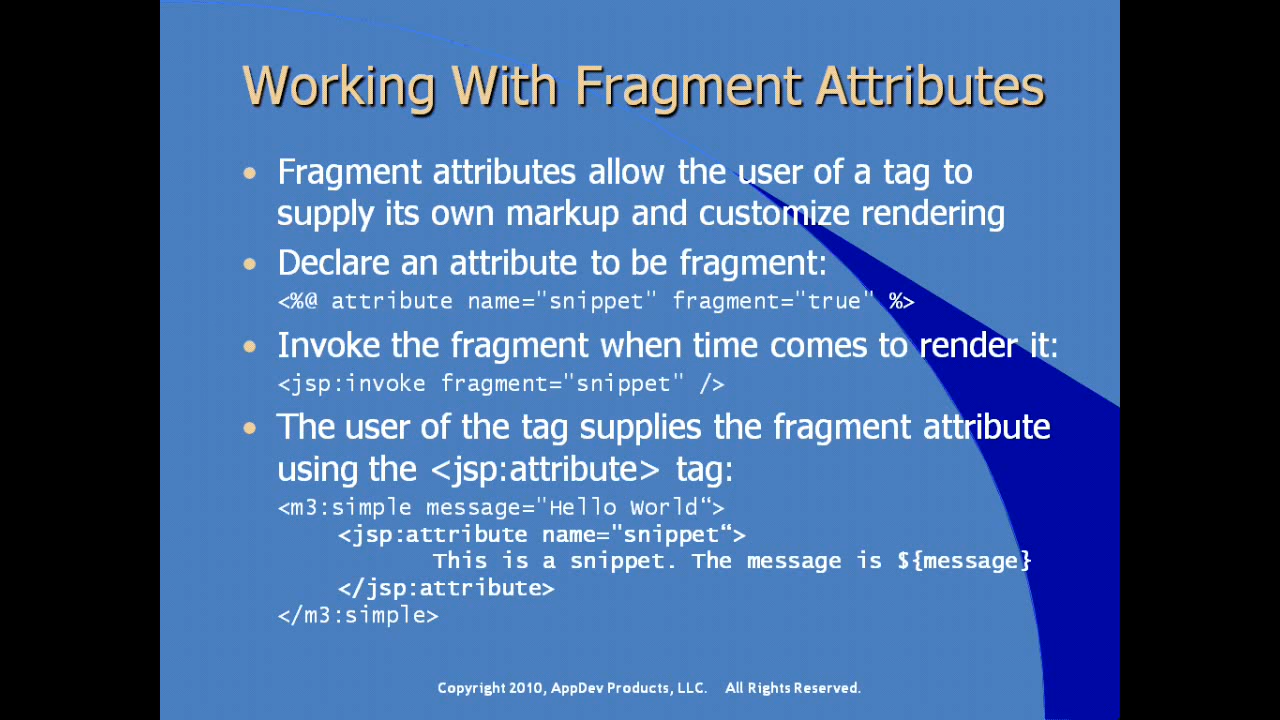 Working With Fragment Attributes
• Fragment attributes allow the user of a tag to
supply its own markup and customize rendering
• Declare an attribute to be fragment:
<%@ attribute name="snippet" fragment="true" %>
• Invoke the fragment when time comes to render it:
<jsp:invoke fragment="snippet" />
• The user of the tag supplies the fragment attribute
using the <jsp:attribute> tag:
<m3:simple message="Hello World“>
<jsp:attribute name="snippet“>
This is a snippet. The message is ${message}
</jsp:attribute>
</m3:simple>
Copyright 2010, AppDev Products, LLC. All Rights Reserved.